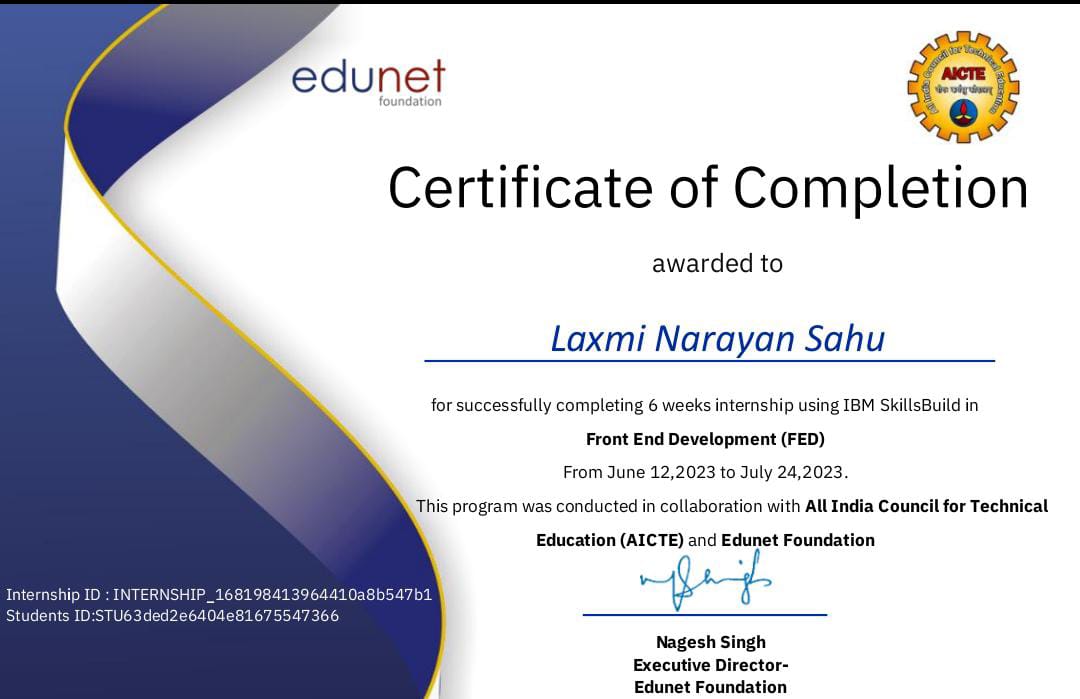 edunet
foundation
All India Council for Technical Education
AICTE
Certificate of Completion
awarded to
Laxmi Narayan Sahu
for successfully completing 6 weeks internship using IBM SkillsBuild in
Front End Development (FED)
From June 12,2023 to July 24,2023.
This program was conducted in collaboration with All India Council for Technical
Education (AICTE) and Edunet Foundation
Internship ID : INTERNSHIP_168198413964410a8b547b1
Students ID:STU63ded2e6404e81675547366
Nagesh Singh
Executive Director-
Edunet Foundation